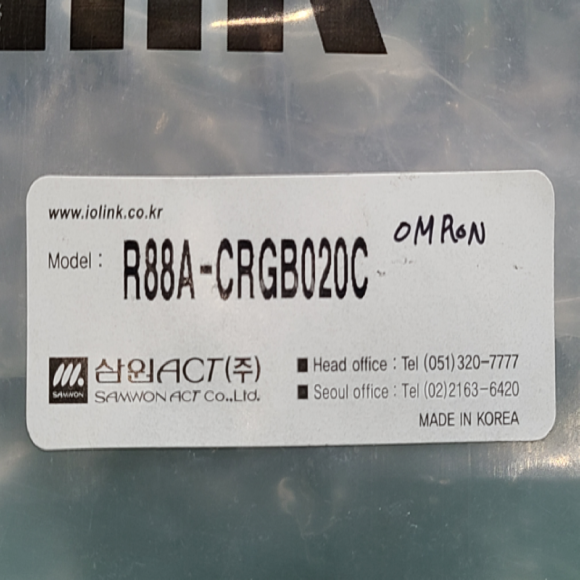 www.iolink.co.kr
Model : R88A-CRGB020C OMRON
삼원ACT(주)
SAMWON ACT Co.,Ltd.
SAMWON
■ Head office : Tel (051)320-7777
■ Seoul office : Tel (02)2163-6420
MADE IN KOREA